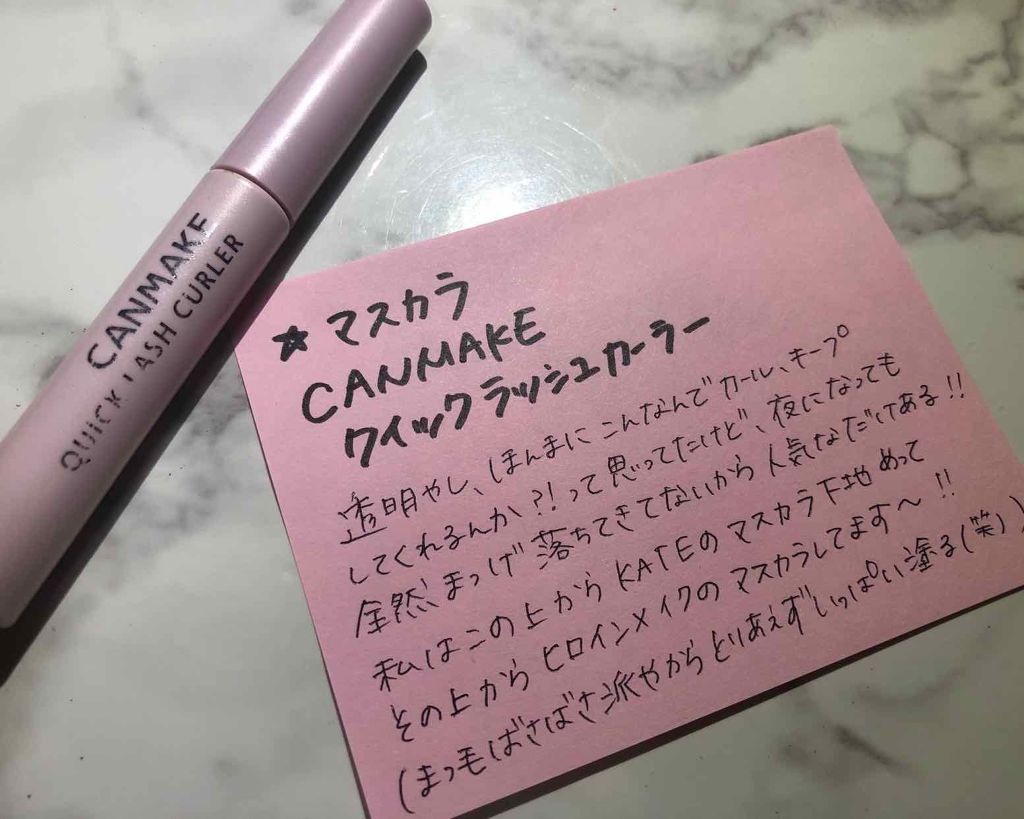 CANMAKE
QUICK LASH CURLER
☆マスカラ
CANMAKE
クイックラッシュカーラー
透明やし、ほんまにこんなんでカール、キープ
してくれるんか?!って思ってたけど、夜になっても
全然、まつげ落ちてきてないから人気なだけある!!
私はこの上からKATEのマスカラ下地めって
その上からヒロインメイクのマスカラしてます〜!!
(まつ毛ばさばさ派やからとりあえずいっぱい塗る(笑))